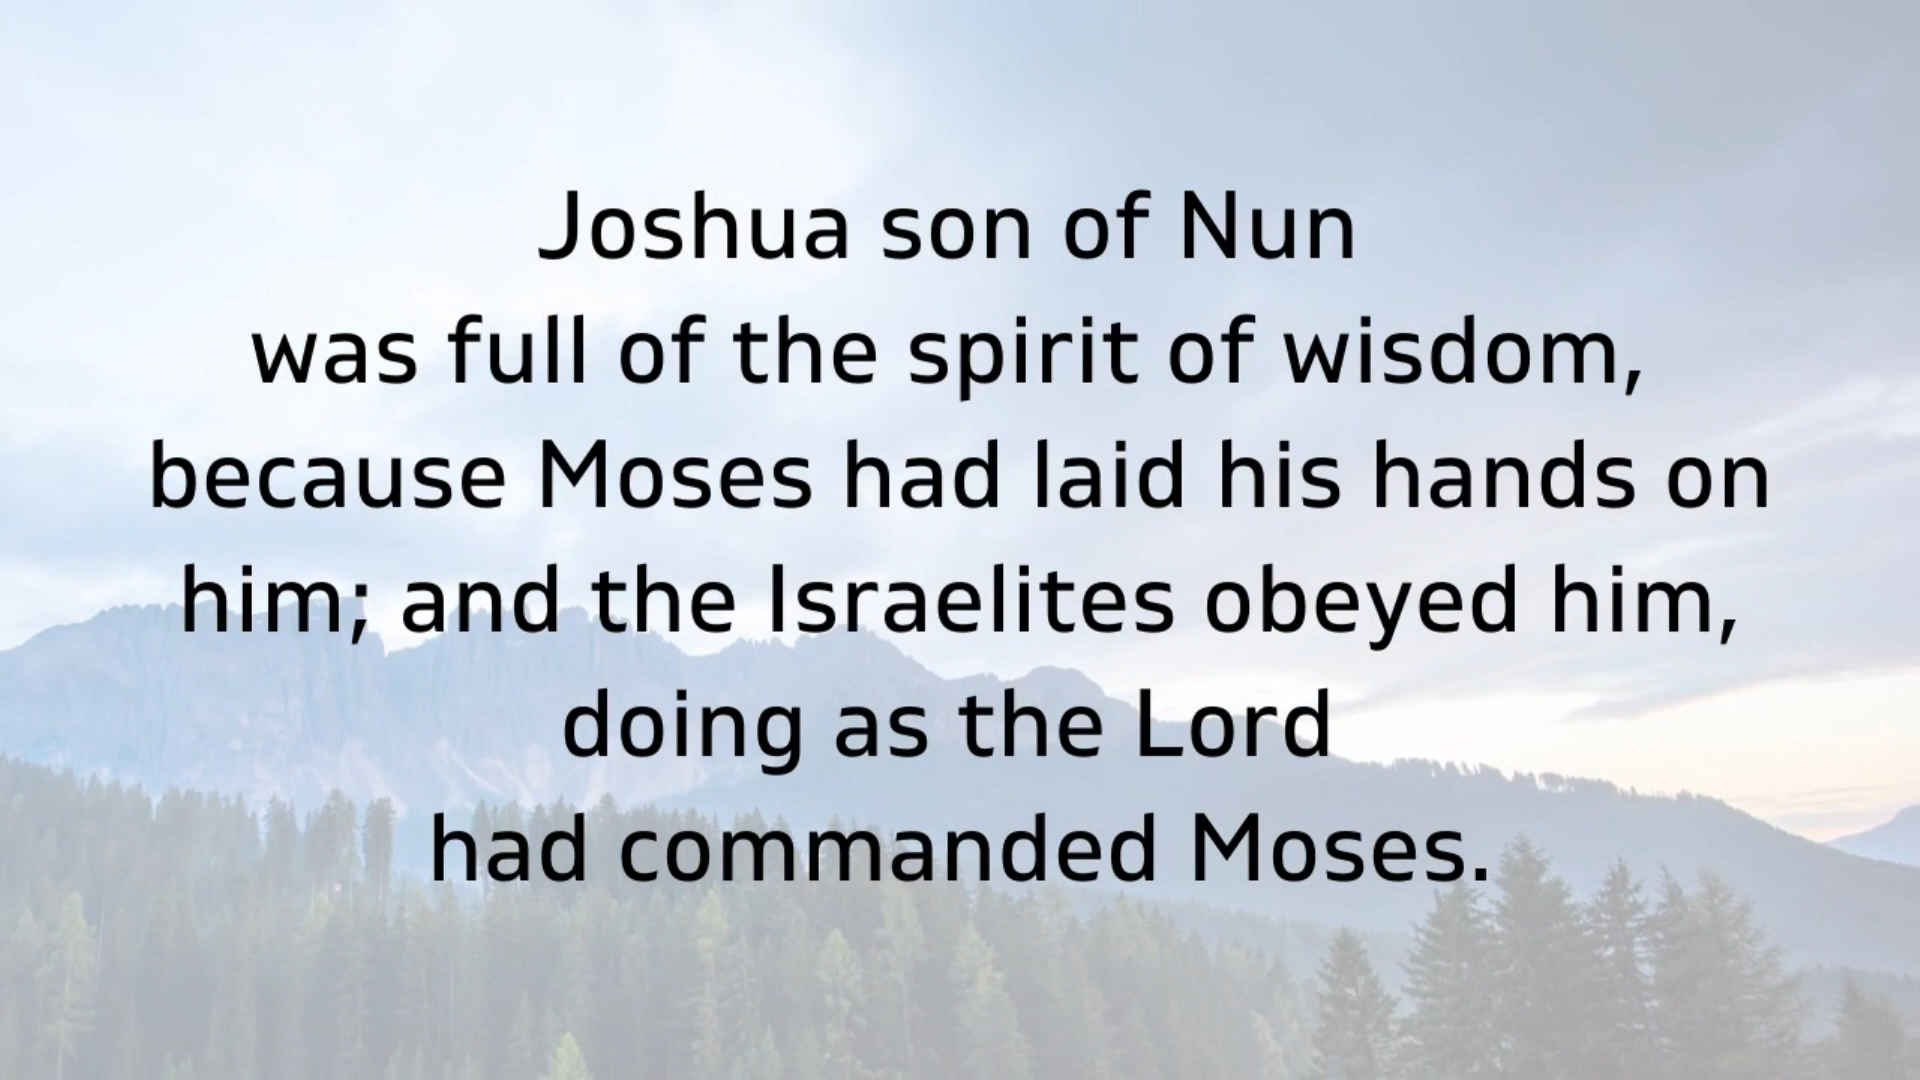 Joshua son of Nun
was full of the spirit of wisdom,
because Moses had laid his hands on
him; and the Israelites obeyed him,
doing as the Lord
had commanded Moses.